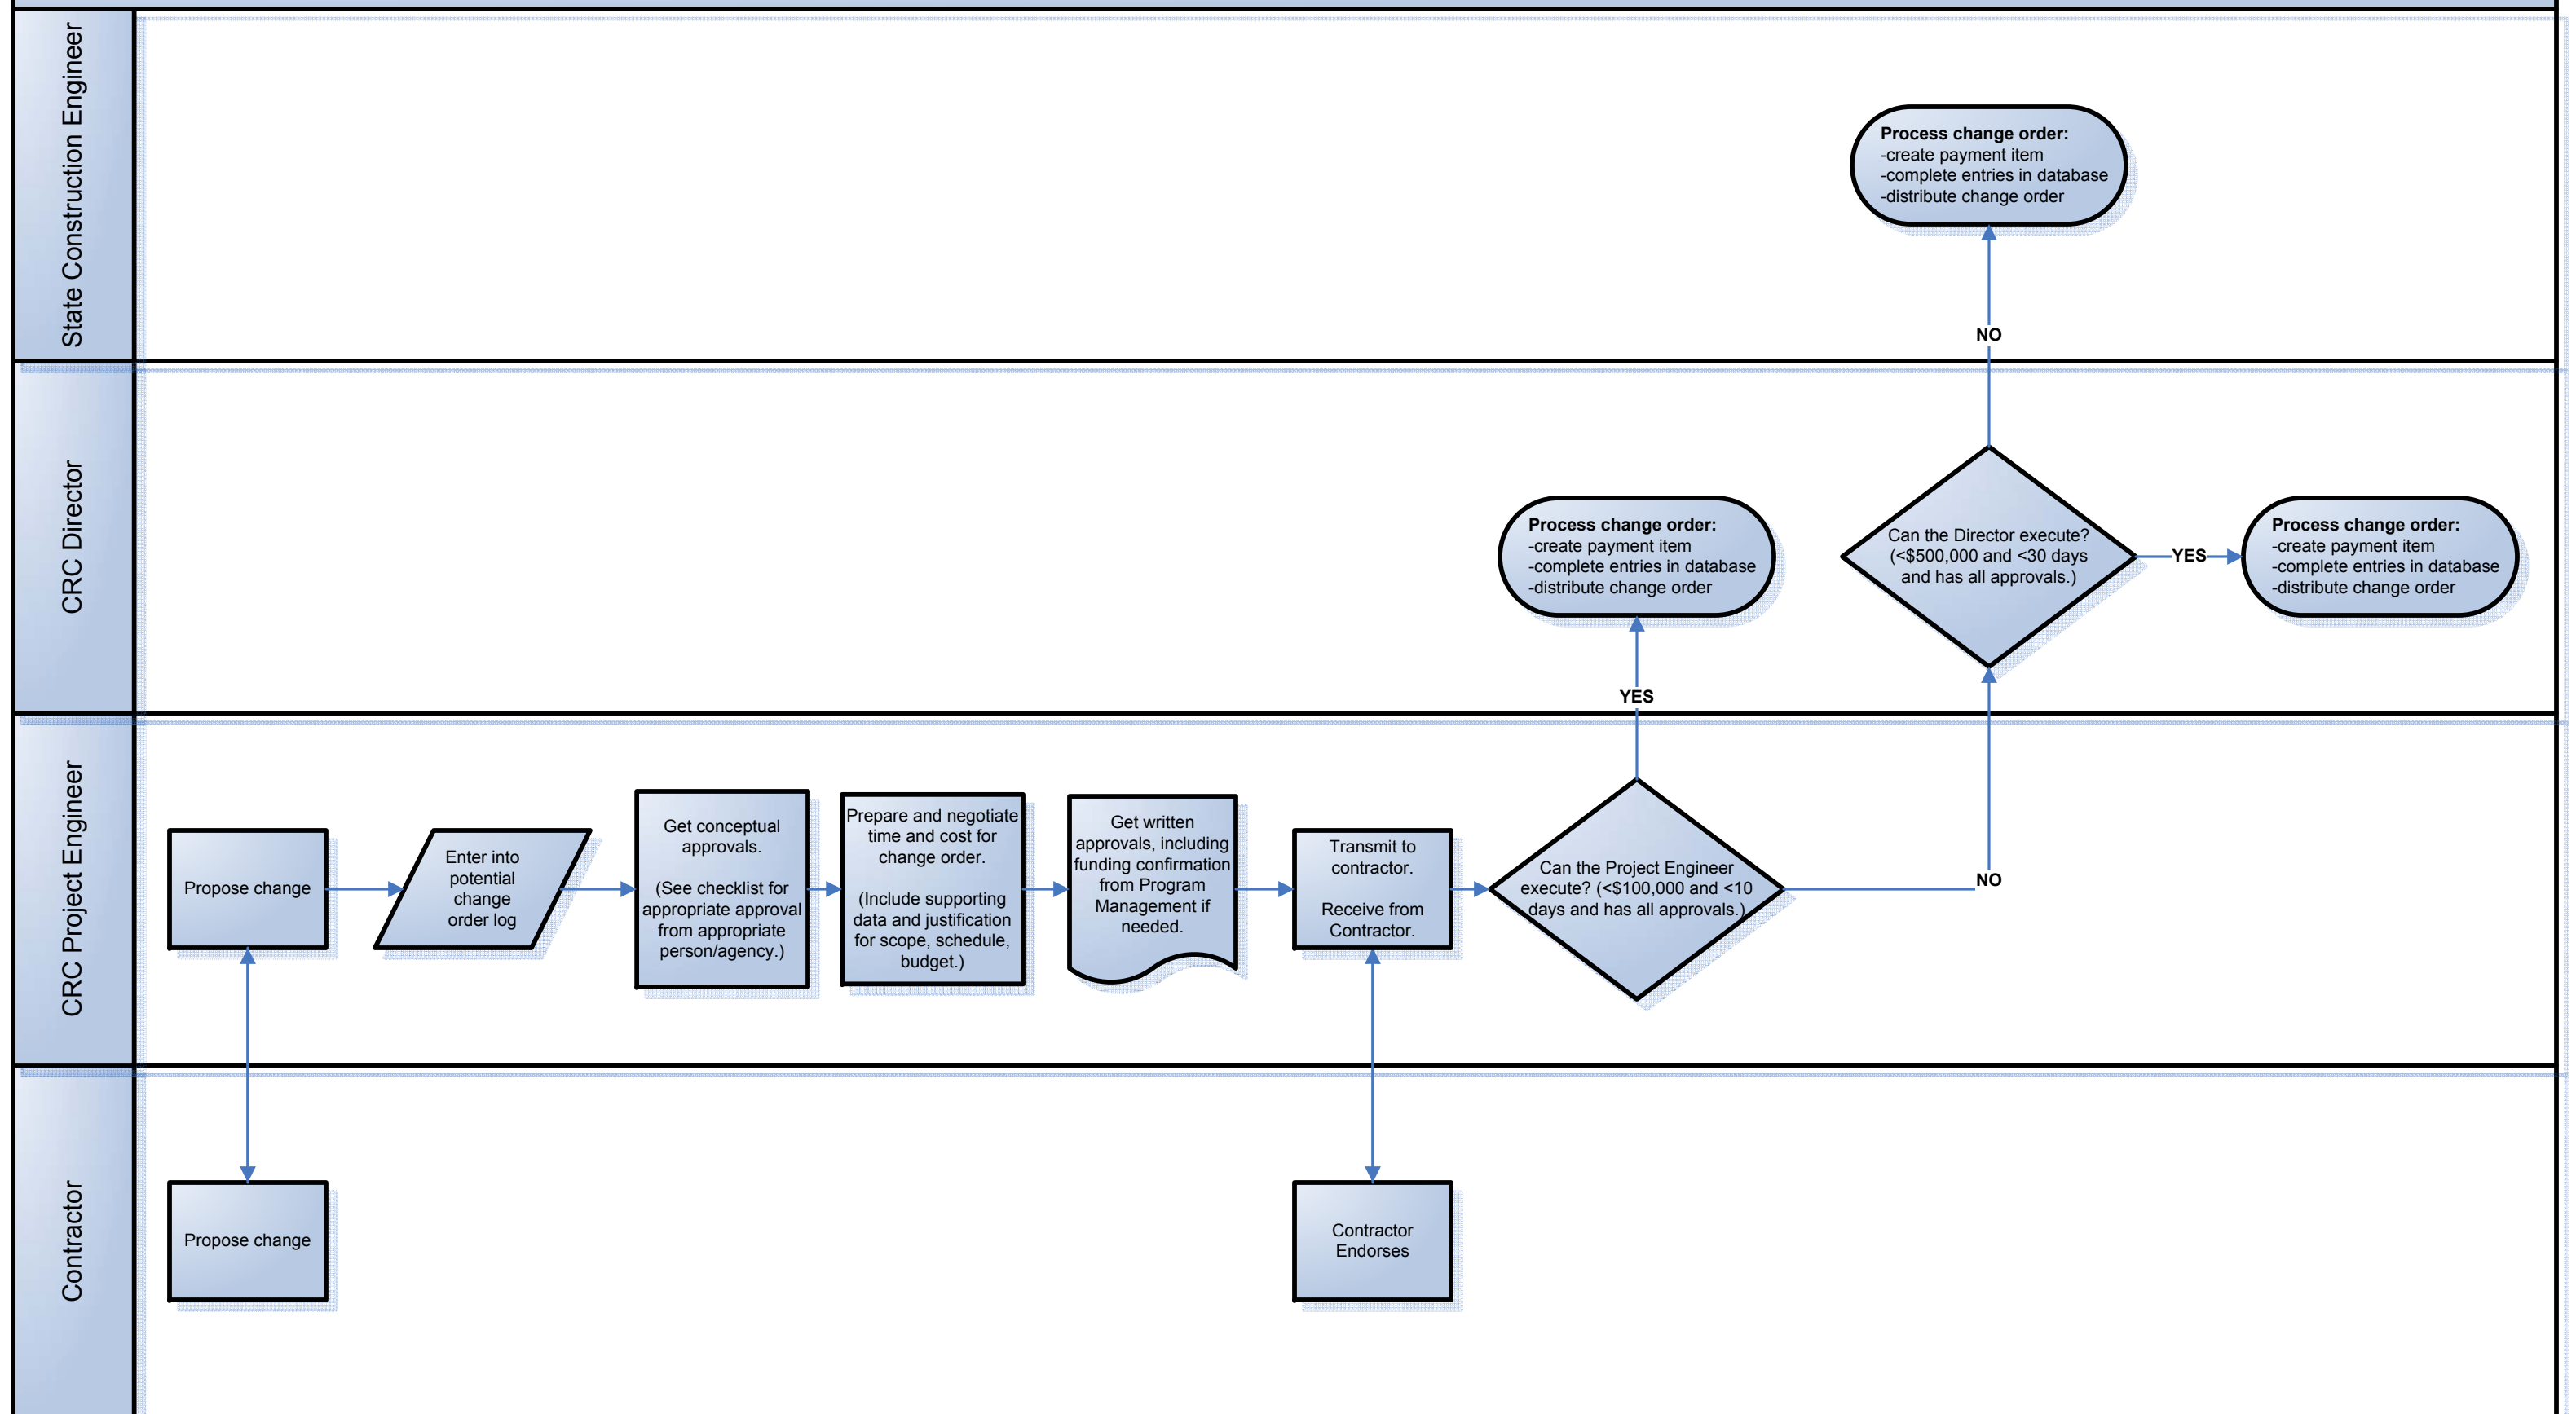 State Construction Engineer
Process change order:
-create payment item
-complete entries in database
-distribute change order
NO
CRC Director
Process change order:
-create payment item
-complete entries in database
-distribute change order
YES
Can the Director execute?
(<$500,000 and <30 days
and has all approvals.)
YES
Process change order:
-create payment item
-complete entries in database
-distribute change order
CRC Project Engineer
Propose change
Enter into
potential
change
order log
Get conceptual
approvals.
(See checklist for
appropriate approval
from appropriate
person/agency.)
Prepare and negotiate
time and cost for
change order.
(Include supporting
data and justification
for scope, schedule,
budget.)
Get written
approvals, including
funding confirmation
from Program
Management if
needed.
Transmit to
contractor.
Receive from
Contractor.
Can the Project Engineer
execute? (<$100,000 and <10
days and has all approvals.)
NO
Contractor
Propose change
Contractor
Endorses